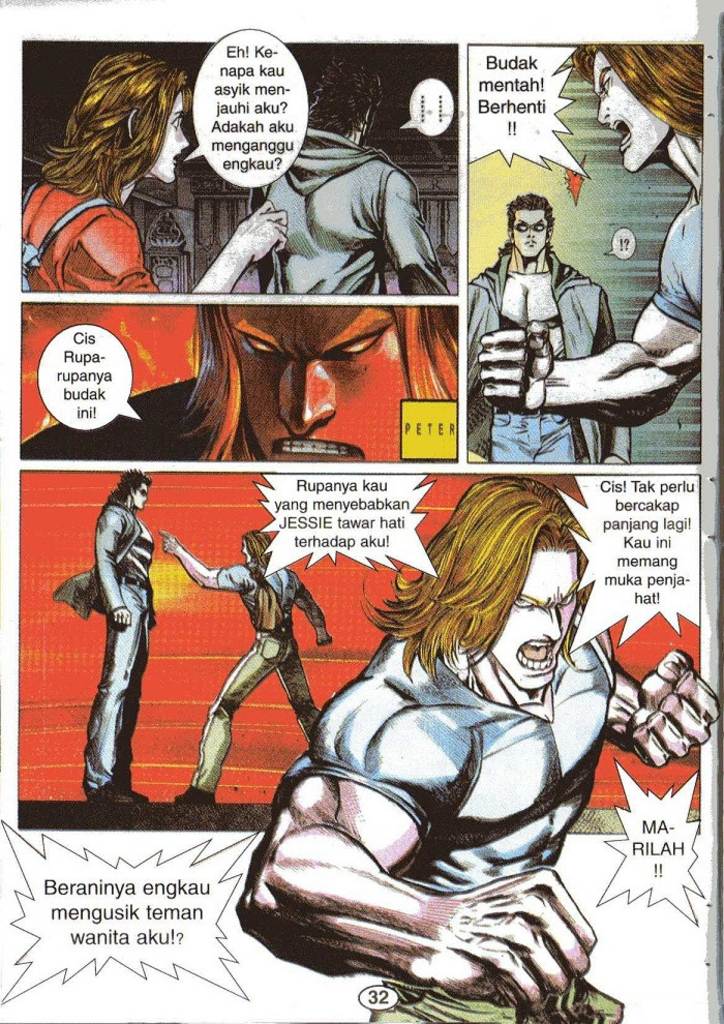 Eh! Ke-
napa kau
asyik men-
jauhi aku?
Adakah aku
menganggu
engkau?
!!
Budak
mentah!
Berhenti
!!
!?
Cis
Rupa-
rupanya
budak
ini!
PETER
Rupanya kau
yang menyebabkan
JESSIE tawar hati
terhadap aku!
Cis! Tak perlu
bercakap
panjang lagi!
Kau ini
memang
muka penja-
hat!
Beraninya engkau
mengusik teman
wanita aku!?
MA-
RILAH
!!
32